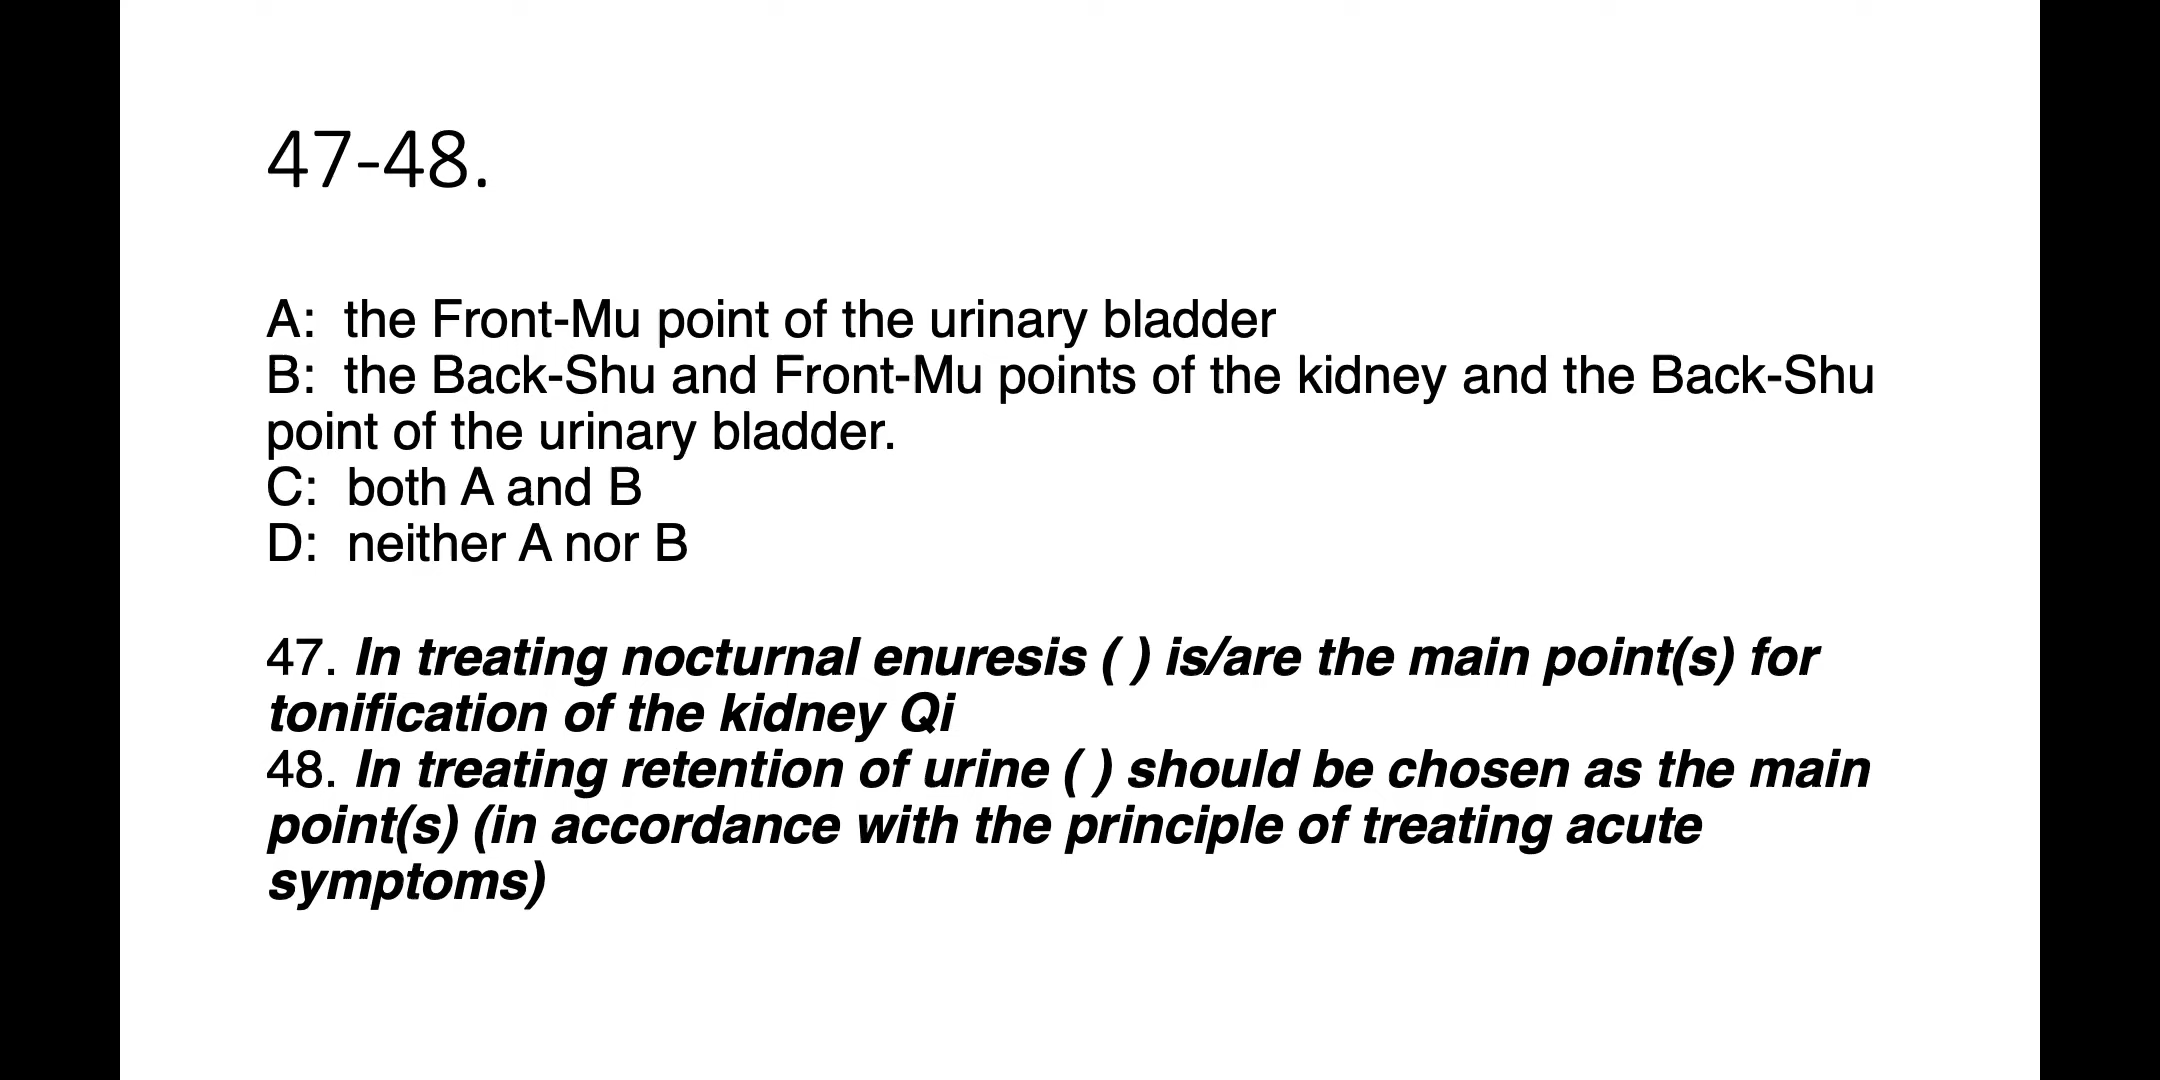 47-48.
A: the Front-Mu point of the urinary bladder
B: the Back-Shu and Front-Mu points of the kidney and the Back-Shu
point of the urinary bladder.
C: both A and B
D: neither A nor B
47. In treating nocturnal enuresis ( ) is/are the main point(s) for
tonification of the kidney Qi
48. In treating retention of urine ( ) should be chosen as the main
point(s) (in accordance with the principle of treating acute
symptoms)